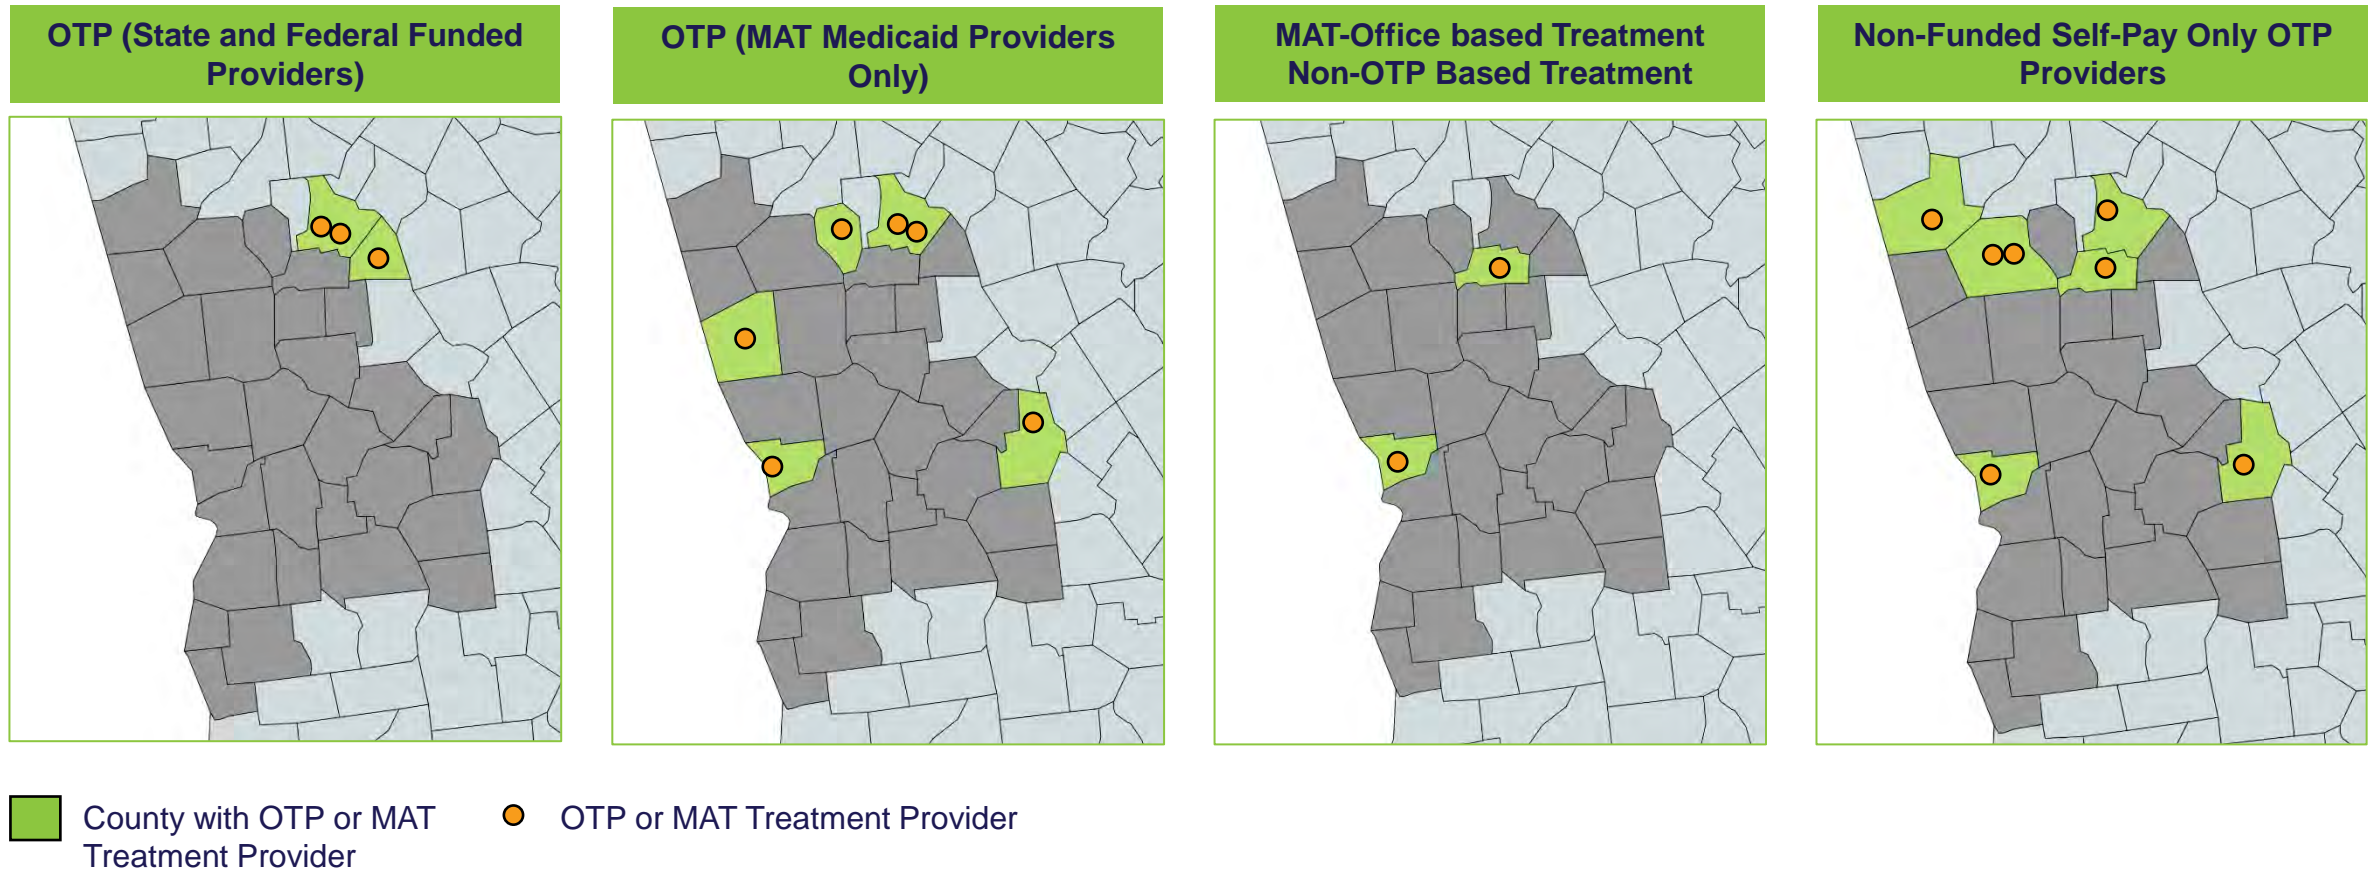 OTP (State and Federal Funded
Providers)
OTP (MAT Medicaid Providers
Only)
MAT-Office based Treatment
Non-OTP Based Treatment
Non-Funded Self-Pay Only OTP
Providers
County with OTP or MAT
Treatment Provider
OTP or MAT Treatment Provider